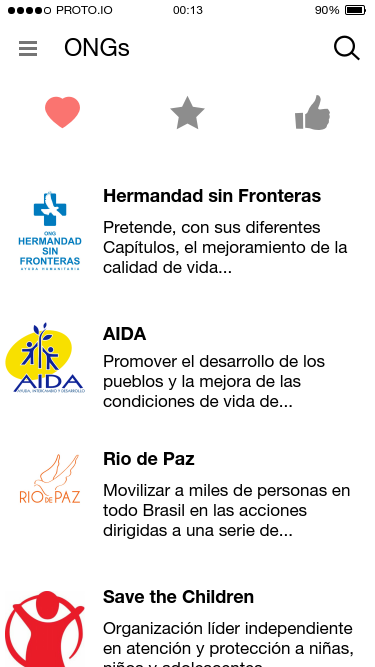 PROTO.IO 00:13 90%
ONGs
ONG
HERMANDAD
SIN
FRONTERAS
AYUDA HUMANITARIA
Hermandad sin Fronteras
Pretende, con sus diferentes
Capítulos, el mejoramiento de la
calidad de vida...
AIDA
AYUDA, INTERCAMBIO Y DESARROLLO
AIDA
Promover el desarrollo de los
pueblos y la mejora de las
condiciones de vida de...
RIO DE PAZ
Rio de Paz
Movilizar a miles de personas en
todo Brasil en las acciones
dirigidas a una serie de...
Save the Children
Organización líder independiente
en atención y protección a niñas,
niños y adolescentes